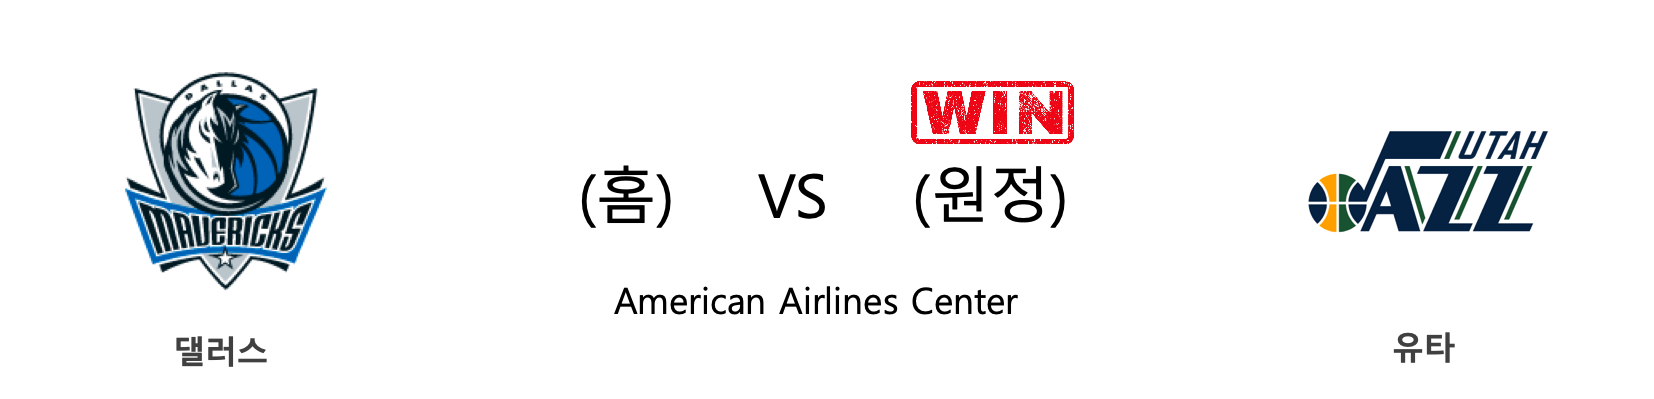 DALLAS
MAVERICKS
댈러스
(홈) VS
WIN
(원정)
American Airlines Center
UTAH
JAZZ
유타